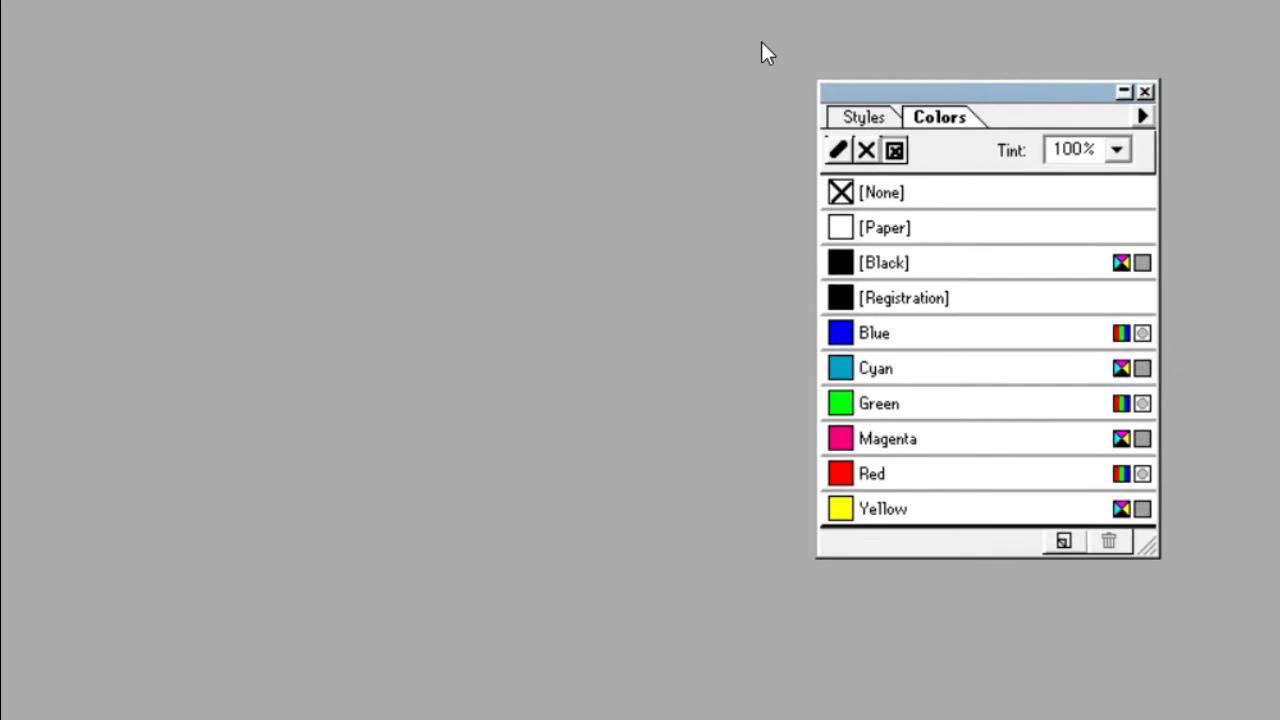 Styles Colors
Tint: 100%
[None]
[Paper]
[Black]
[Registration]
Blue
Cyan
Green
Magenta
Red
Yellow